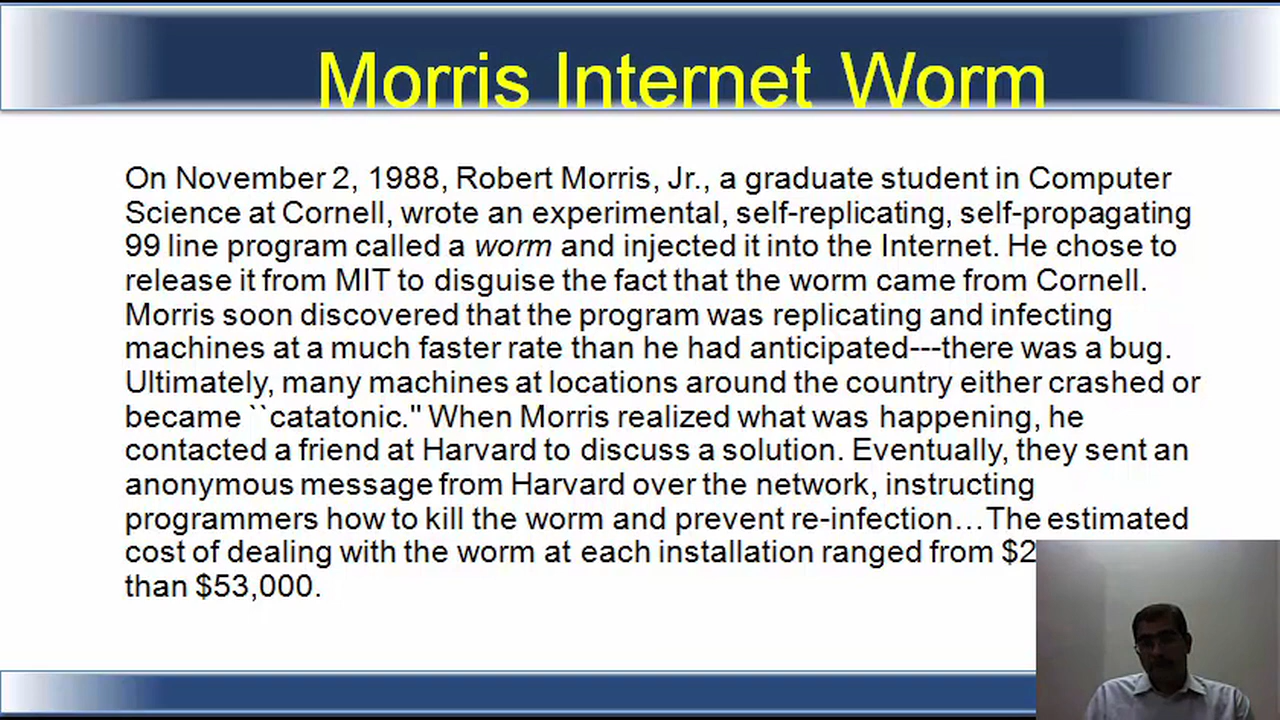 Morris Internet Worm
On November 2, 1988, Robert Morris, Jr., a graduate student in Computer
Science at Cornell, wrote an experimental, self-replicating, self-propagating
99 line program called a worm and injected it into the Internet. He chose to
release it from MIT to disguise the fact that the worm came from Cornell.
Morris soon discovered that the program was replicating and infecting
machines at a much faster rate than he had anticipated---there was a bug.
Ultimately, many machines at locations around the country either crashed or
became ``catatonic.'' When Morris realized what was happening, he
contacted a friend at Harvard to discuss a solution. Eventually, they sent an
anonymous message from Harvard over the network, instructing
programmers how to kill the worm and prevent re-infection…The estimated
cost of dealing with the worm at each installation ranged from $2
than $53,000.